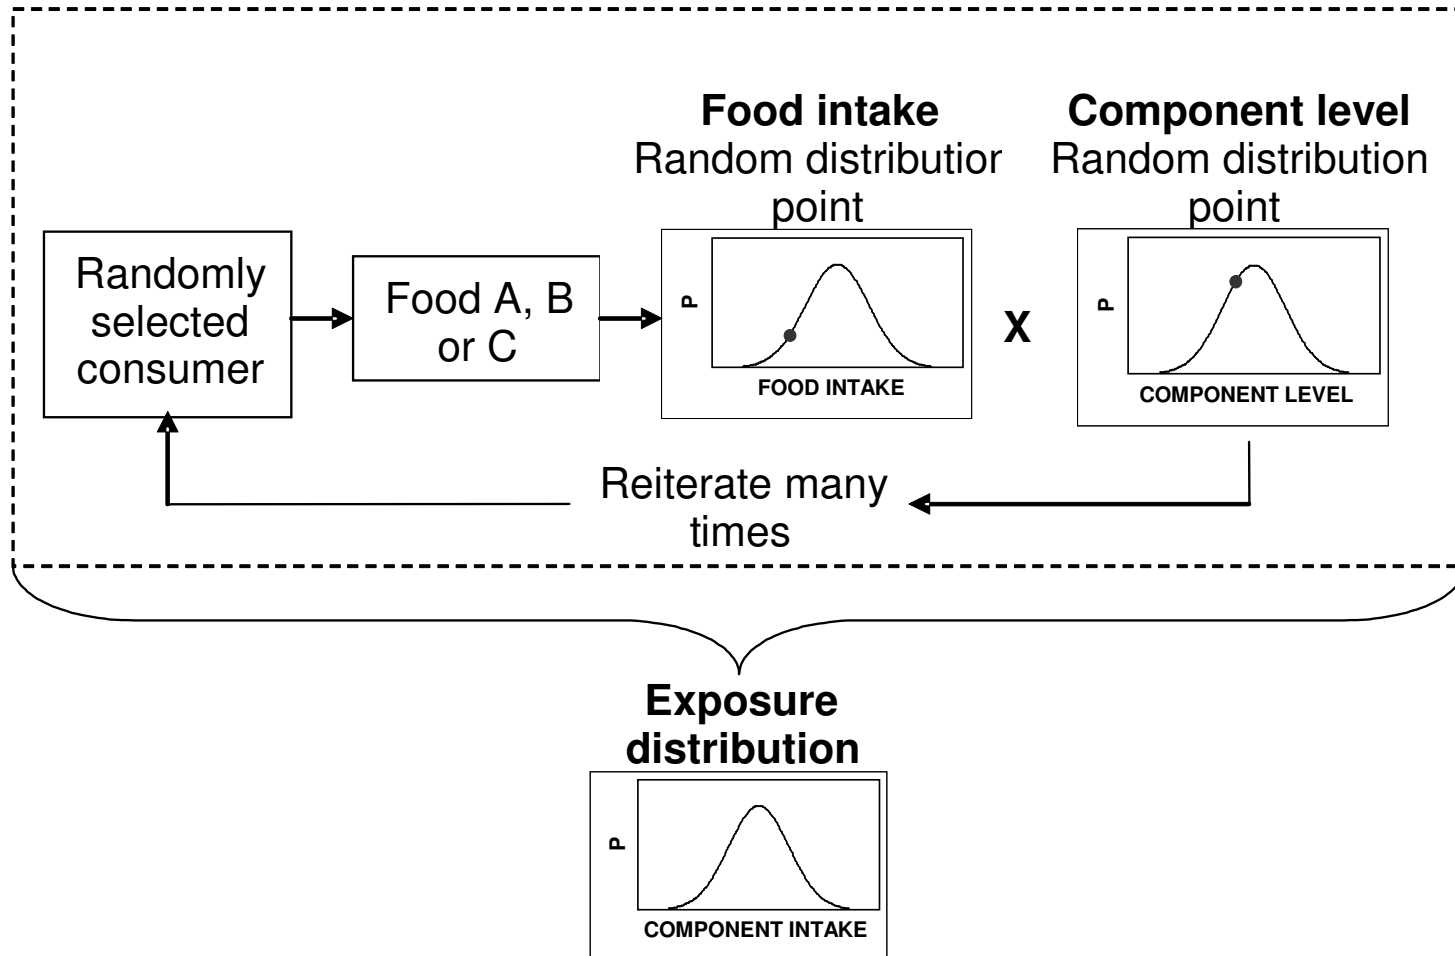 Food intake
Random distribution
point
Component level
Random distribution
point
Randomly
selected
consumer
Food A, B
or C
P
FOOD INTAKE
X
P
COMPONENT LEVEL
Reiterate many
times
Exposure
distribution
P
COMPONENT INTAKE